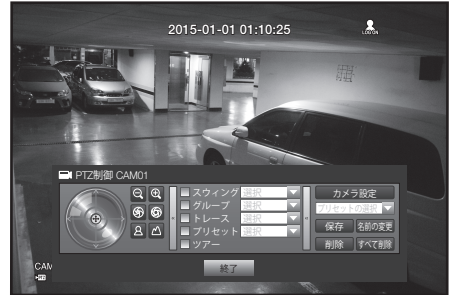 2015-01-01 01:10:25
LOG ON
PTZ制御 CAM01
スウィング 選択
グループ 選択
トレース 選択
プリセット 選択
ツアー
カメラ設定
プリセットの選択
保存 名前の変更
削除 すべて削除
終了
CAM